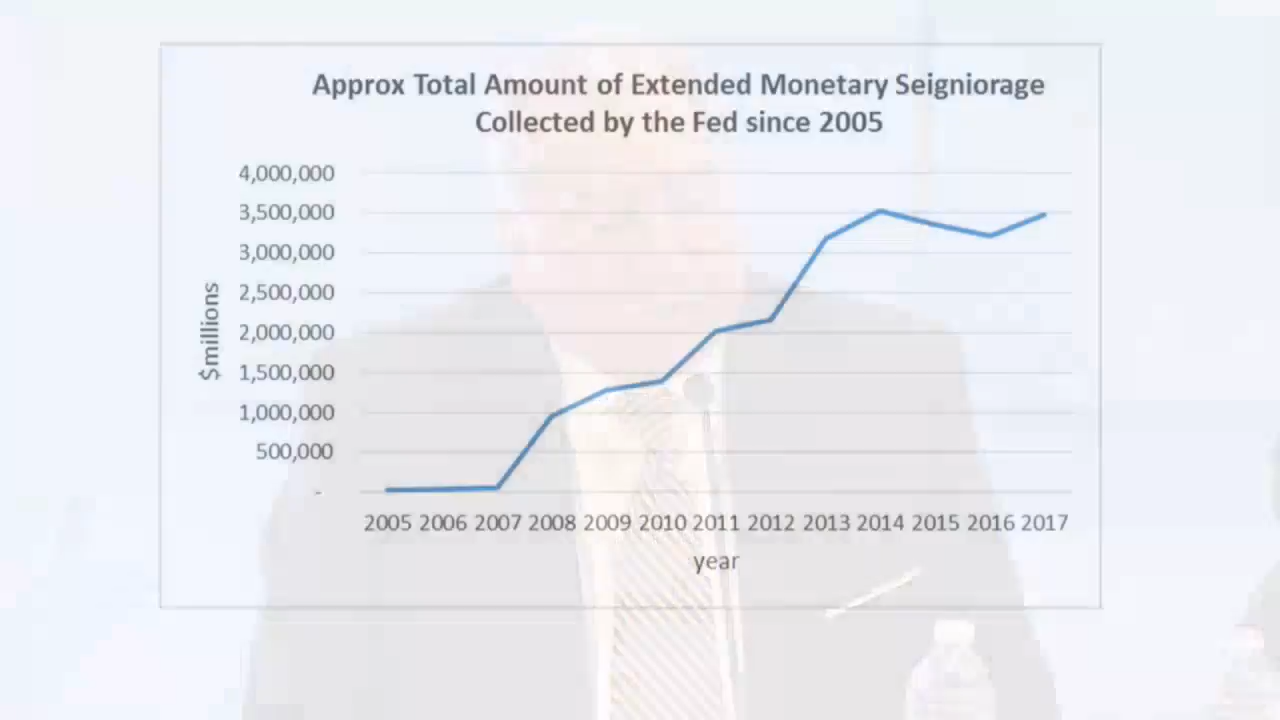 Approx Total Amount of Extended Monetary Seigniorage
Collected by the Fed since 2005
$millions
4,000,000
3,500,000
3,000,000
2,500,000
2,000,000
1,500,000
1,000,000
500,000
-
2005 2006 2007 2008 2009 2010 2011 2012 2013 2014 2015 2016 2017
year